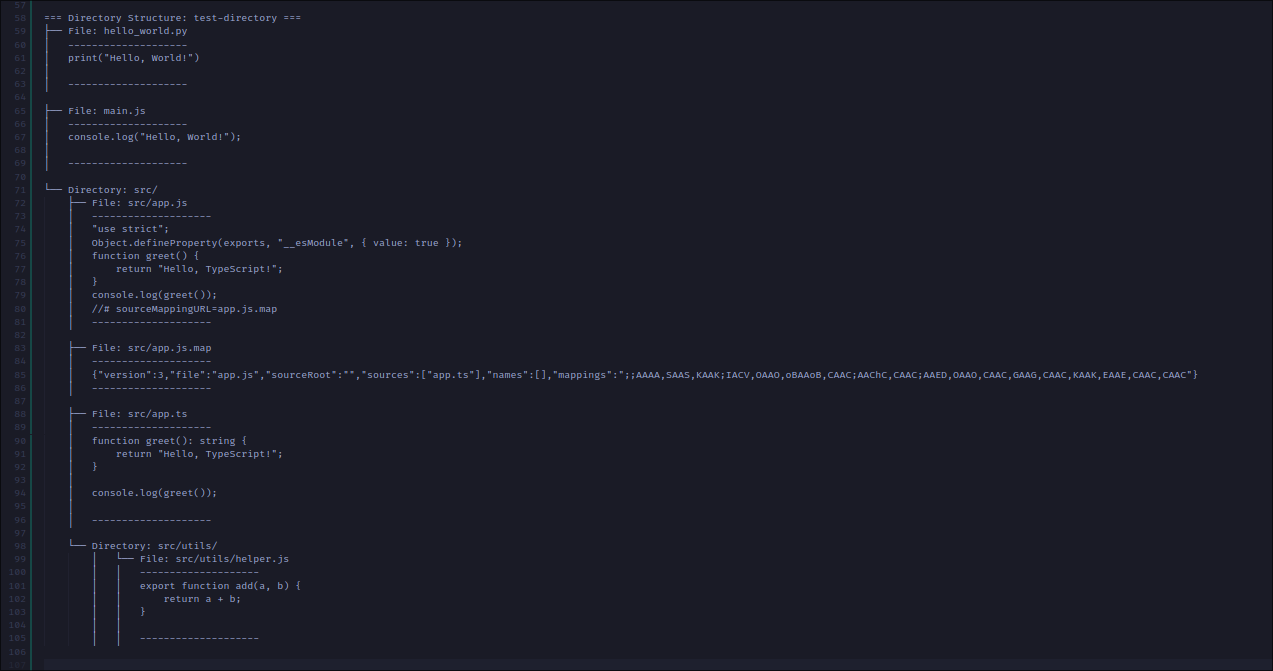 57
58 === Directory Structure: test-directory ===
59 ├── File: hello_world.py
60 │   --------------------
61 │   print("Hello, World!")
62 │
63 │   --------------------
64
65 ├── File: main.js
66 │   --------------------
67 │   console.log("Hello, World!");
68 │
69 │   --------------------
70
71 └── Directory: src/
72     ├── File: src/app.js
73     │   --------------------
74     │   "use strict";
75     │   Object.defineProperty(exports, "__esModule", { value: true });
76     │   function greet() {
77     │       return "Hello, TypeScript!";
78     │   }
79     │   console.log(greet());
80     │   //# sourceMappingURL=app.js.map
81     │   --------------------
82
83     ├── File: src/app.js.map
84     │   --------------------
85     │   {"version":3,"file":"app.js","sourceRoot":"","sources":["app.ts"],"names":[],"mappings":";;AAAA,SAAS,KAAK;IACV,OAAO,oBAAoB,CAAC;AAChC,CAAC;AAED,OAAO,CAAC,GAAG,CAAC,KAAK,EAAE,CAAC,CAAC"}
86     │   --------------------
87
88     ├── File: src/app.ts
89     │   --------------------
90     │   function greet(): string {
91     │       return "Hello, TypeScript!";
92     │   }
93     │
94     │   console.log(greet());
95     │
96     │   --------------------
97
98     └── Directory: src/utils/
99         │   └── File: src/utils/helper.js
100         │   │   --------------------
101         │   │   export function add(a, b) {
102         │   │       return a + b;
103         │   │   }
104         │   │
105         │   │   --------------------
106
107